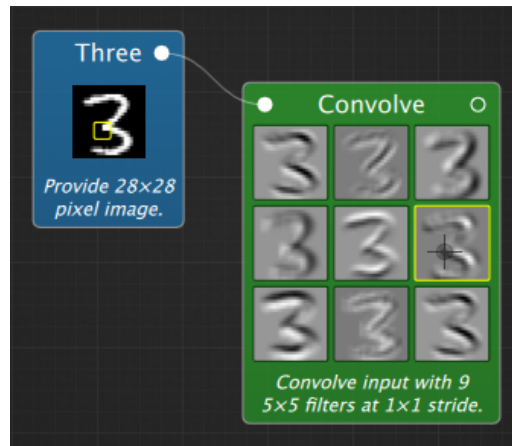 Three
Provide 28×28
pixel image.
Convolve
Convolve input with 9
5×5 filters at 1×1 stride.